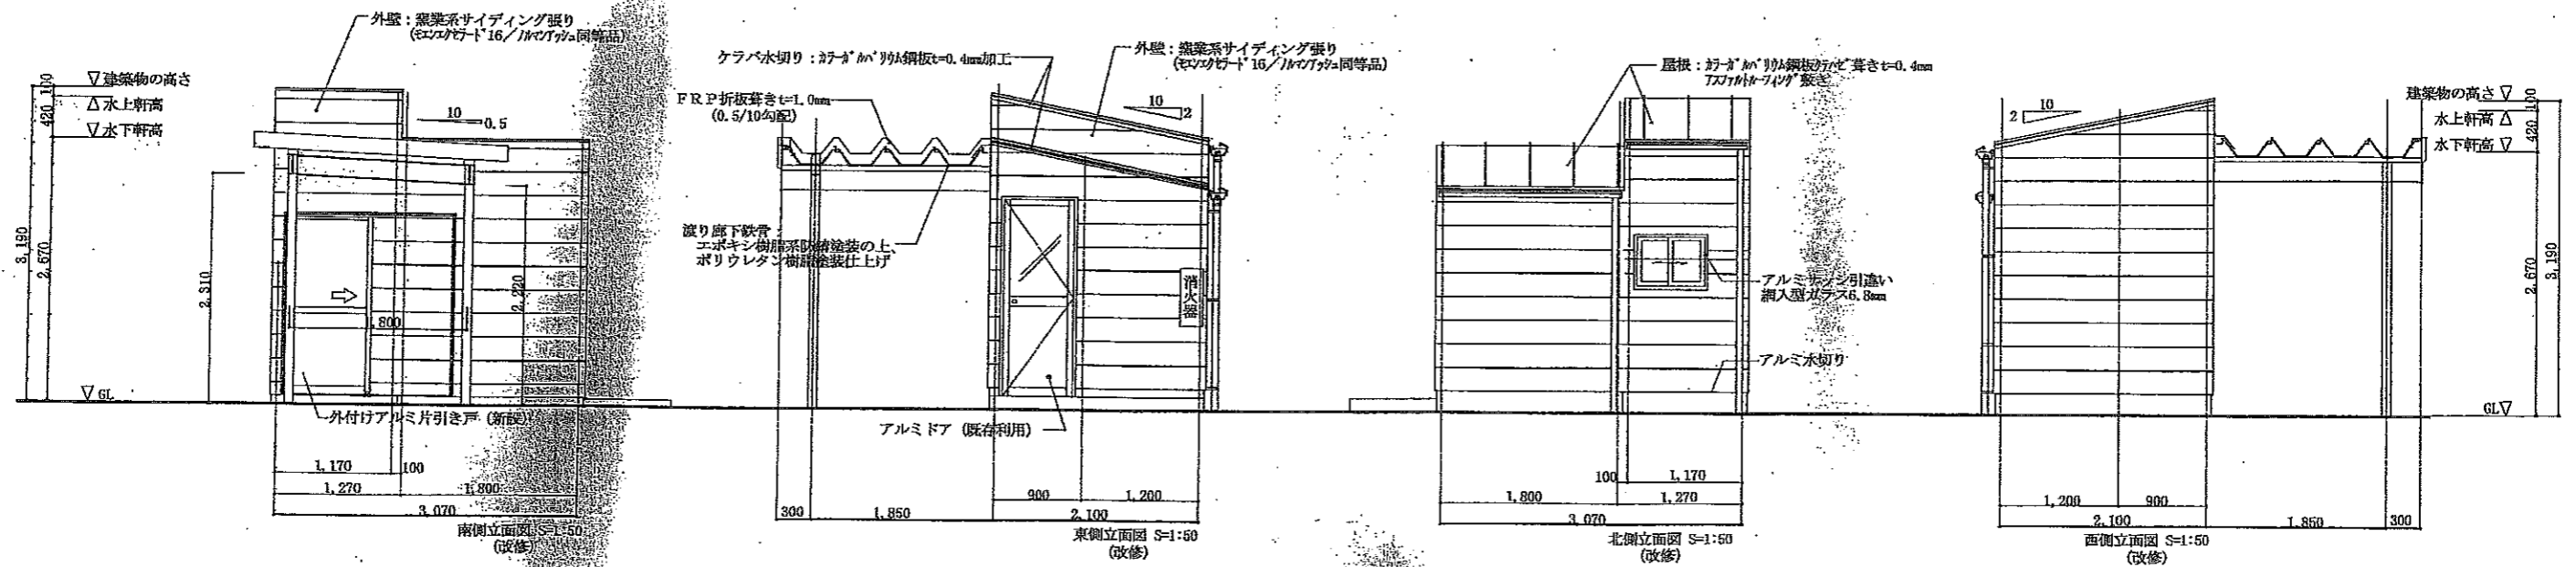 外壁：窯業系サイディング張り
(モエンエクセラード16／ノルマンアッシュ同等品)
▽建築物の高さ
△水上軒高
▽水下軒高
100
420
3,190
2,670
10
0.5
2,310
2,220
1,800
▽GL
外付けアルミ片引き戸（新設）
1,170
100
1,270
1,800
3,070
南側立面図 S=1:50
(改修)
ケラバ水切り：カラーガルバリウム鋼板t=0.4mm加工
外壁：窯業系サイディング張り
(モエンエクセラード16／ノルマンアッシュ同等品)
FRP折板葺きt=1.0mm
(0.5/10勾配)
10
2
渡り廊下鉄骨：
エポキシ樹脂系防錆塗装の上、
ポリウレタン樹脂塗装仕上げ
消火器
アルミドア（既存利用）
900
1,200
300
1,850
2,100
東側立面図 S=1:50
(改修)
屋根：カラーガルバリウム鋼板タテハゼ葺きt=0.4mm
アスファルトルーフィング敷き
アルミサッシ引違い
網入型ガラス6.8mm
アルミ水切り
100
1,170
1,800
1,270
3,070
北側立面図 S=1:50
(改修)
10
2
建築物の高さ▽
水上軒高△
水下軒高▽
100
420
2,670
3,190
GL▽
1,200
900
2,100
1,850
300
西側立面図 S=1:50
(改修)